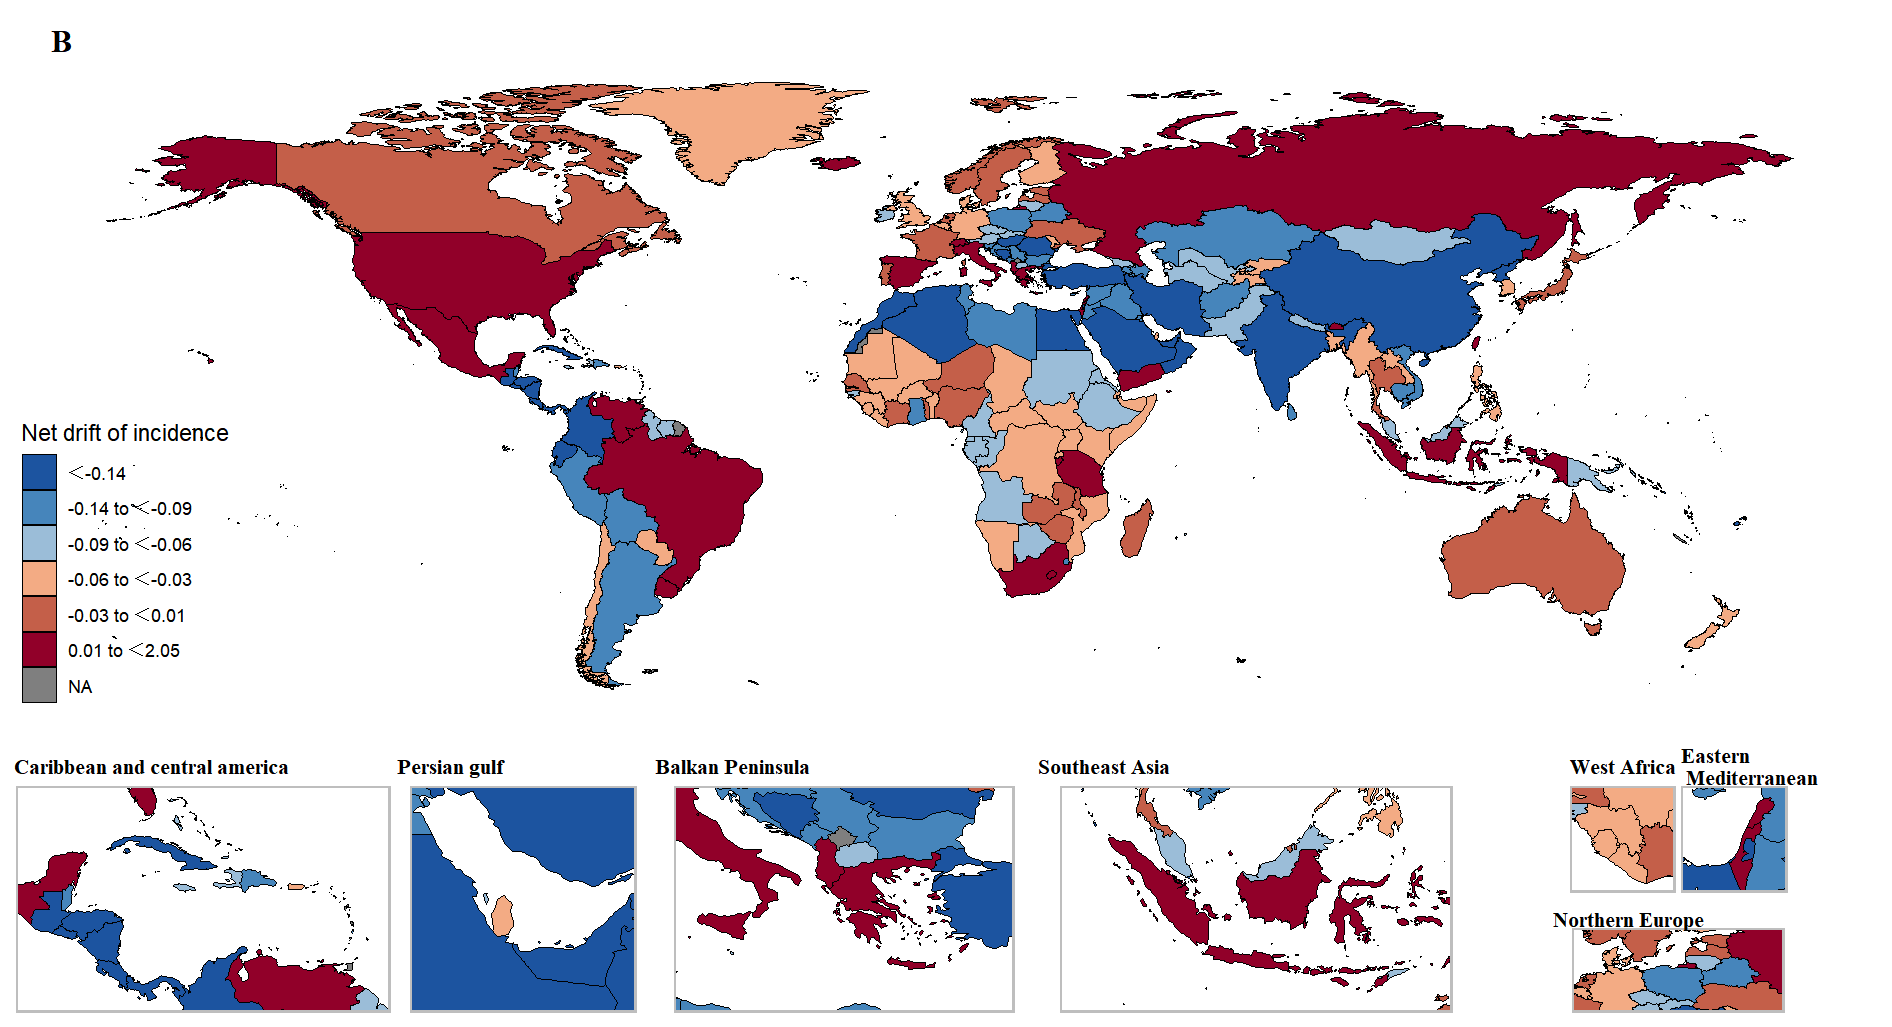 B
Net drift of incidence
<-0.14
-0.14 to <-0.09
-0.09 to <-0.06
-0.06 to <-0.03
-0.03 to <0.01
0.01 to <2.05
NA
Caribbean and central america
Persian gulf
Balkan Peninsula
Southeast Asia
West Africa
Eastern
Mediterranean
Northern Europe